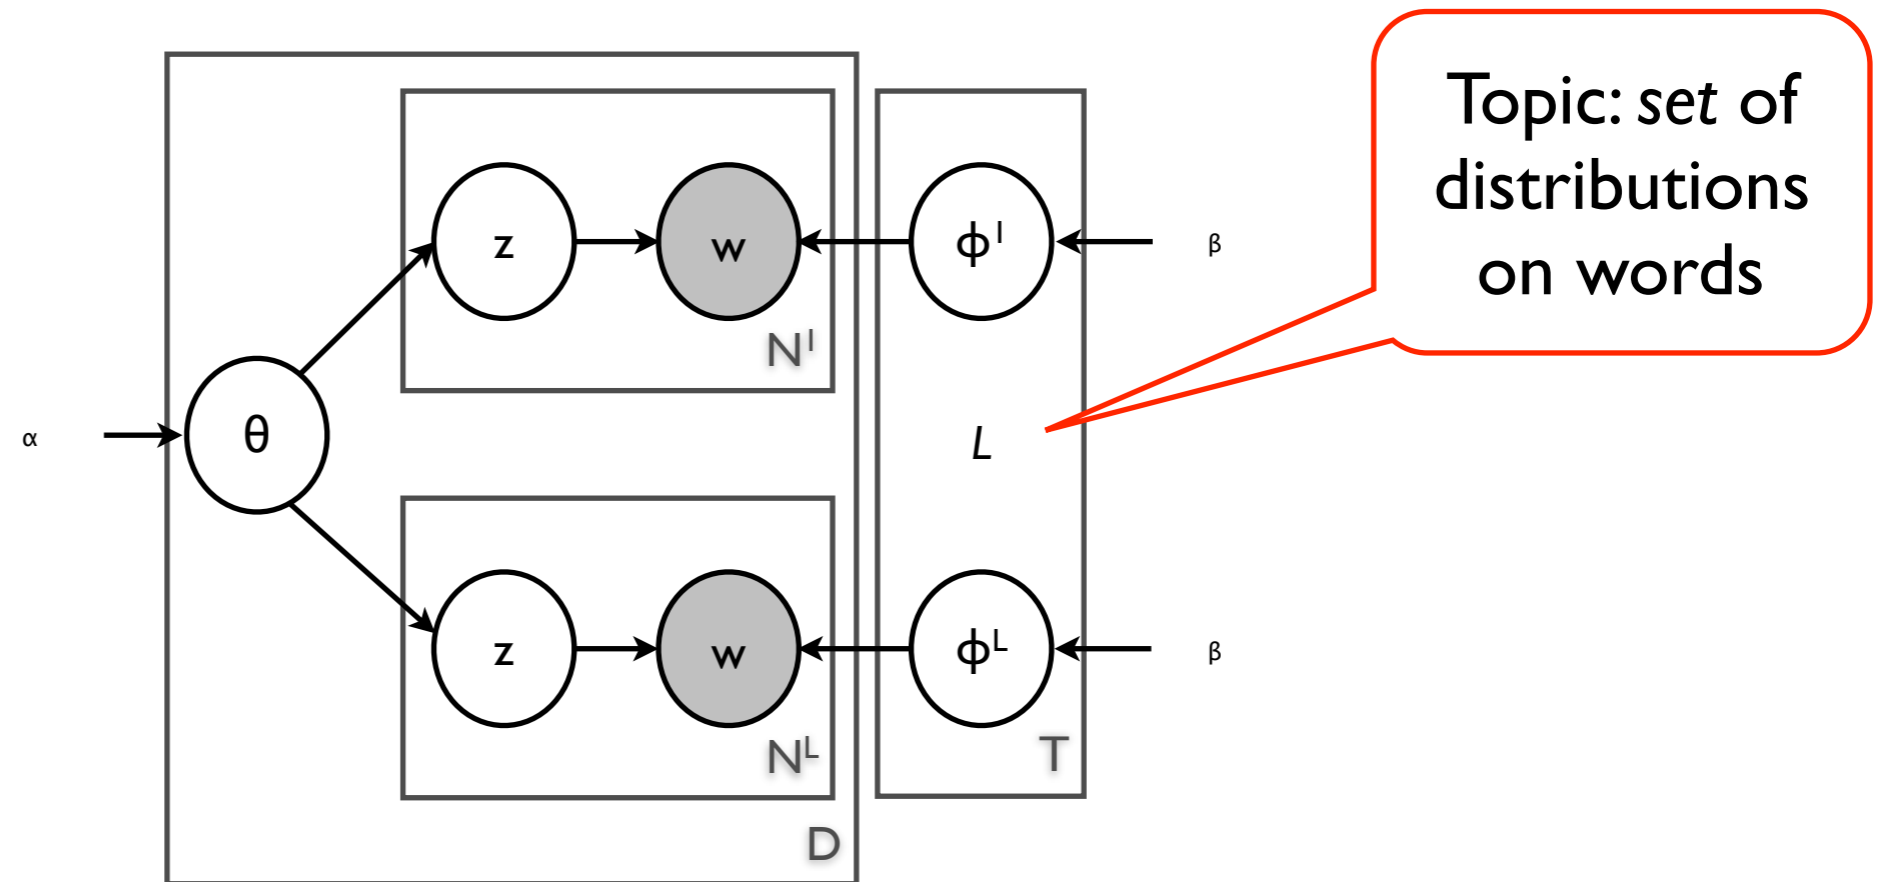 Topic: set of
distributions
on words
z
w
ϕ¹
β
N¹
α
θ
L
z
w
ϕᴸ
β
Nᴸ
T
D